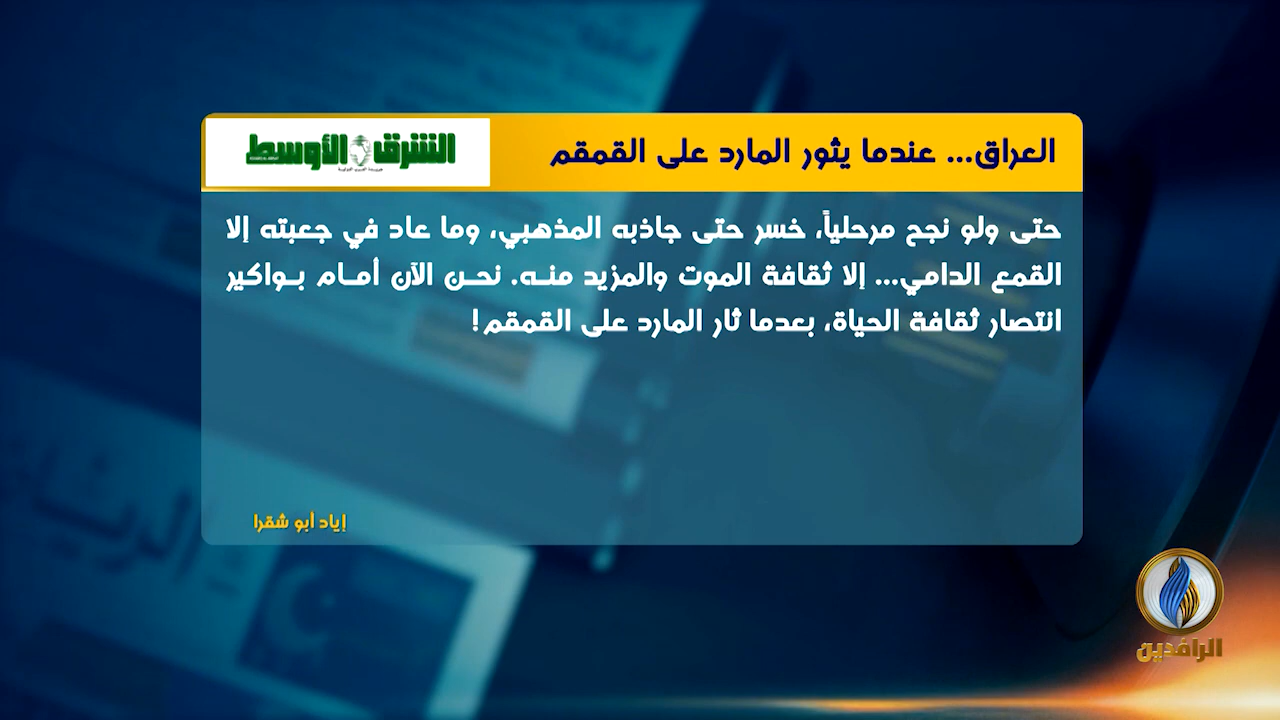 العراق... عندما يثور المارد على القمقم
الشرق الأوسط
حتى ولو نجح مرحلياً، خسر حتى جاذبه المذهبي، وما عاد في جعبته إلا
القمع الدامي... إلا ثقافة الموت والمزيد منه. نحن الآن أمام بواكير
انتصار ثقافة الحياة، بعدما ثار المارد على القمقم!
إياد أبو شقرا
الرافدين